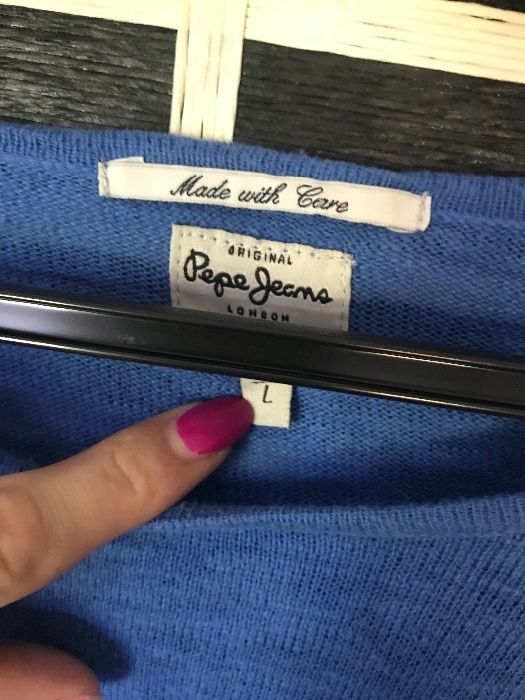 Made with Care
ORIGINAL
Pepe Jeans
LONDON
L